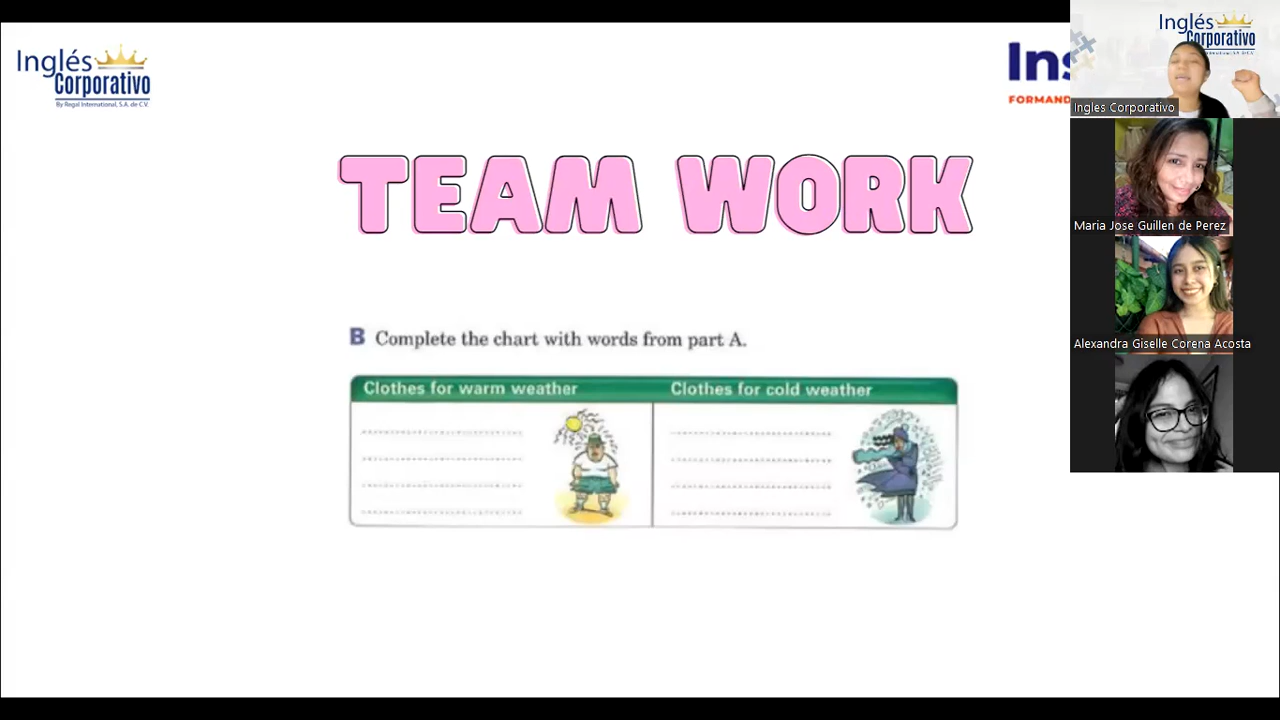 Inglés
Corporativo
By Regal International, S.A. de C.V.
Ins
FORMAND
Inglés
Corporativo
Ingles Corporativo
TEAM WORK
Maria Jose Guillen de Perez
B Complete the chart with words from part A.
Alexandra Giselle Corena Acosta
Clothes for warm weather
Clothes for cold weather